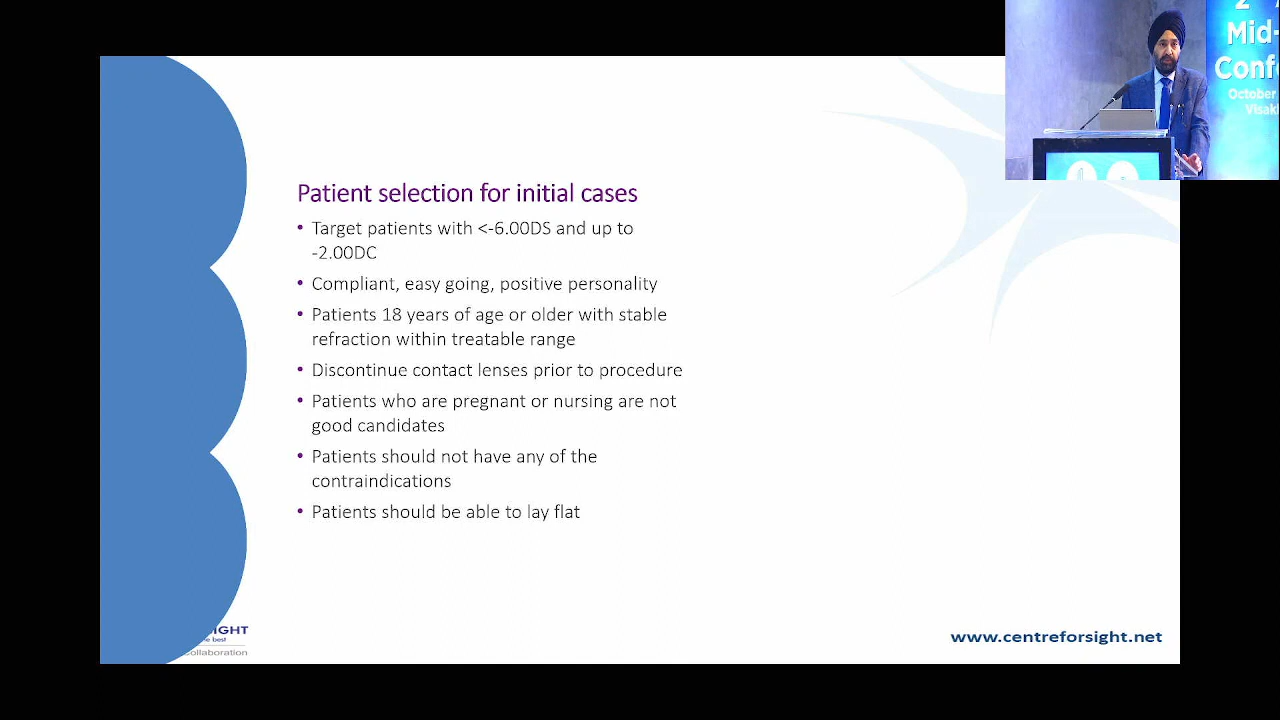 Mid-
Conf
October
Visak
Patient selection for initial cases
• Target patients with <-6.00DS and up to
-2.00DC
• Compliant, easy going, positive personality
• Patients 18 years of age or older with stable
refraction within treatable range
• Discontinue contact lenses prior to procedure
• Patients who are pregnant or nursing are not
good candidates
• Patients should not have any of the
contraindications
• Patients should be able to lay flat
IGHT
best
ollaboration
www.centreforsight.net